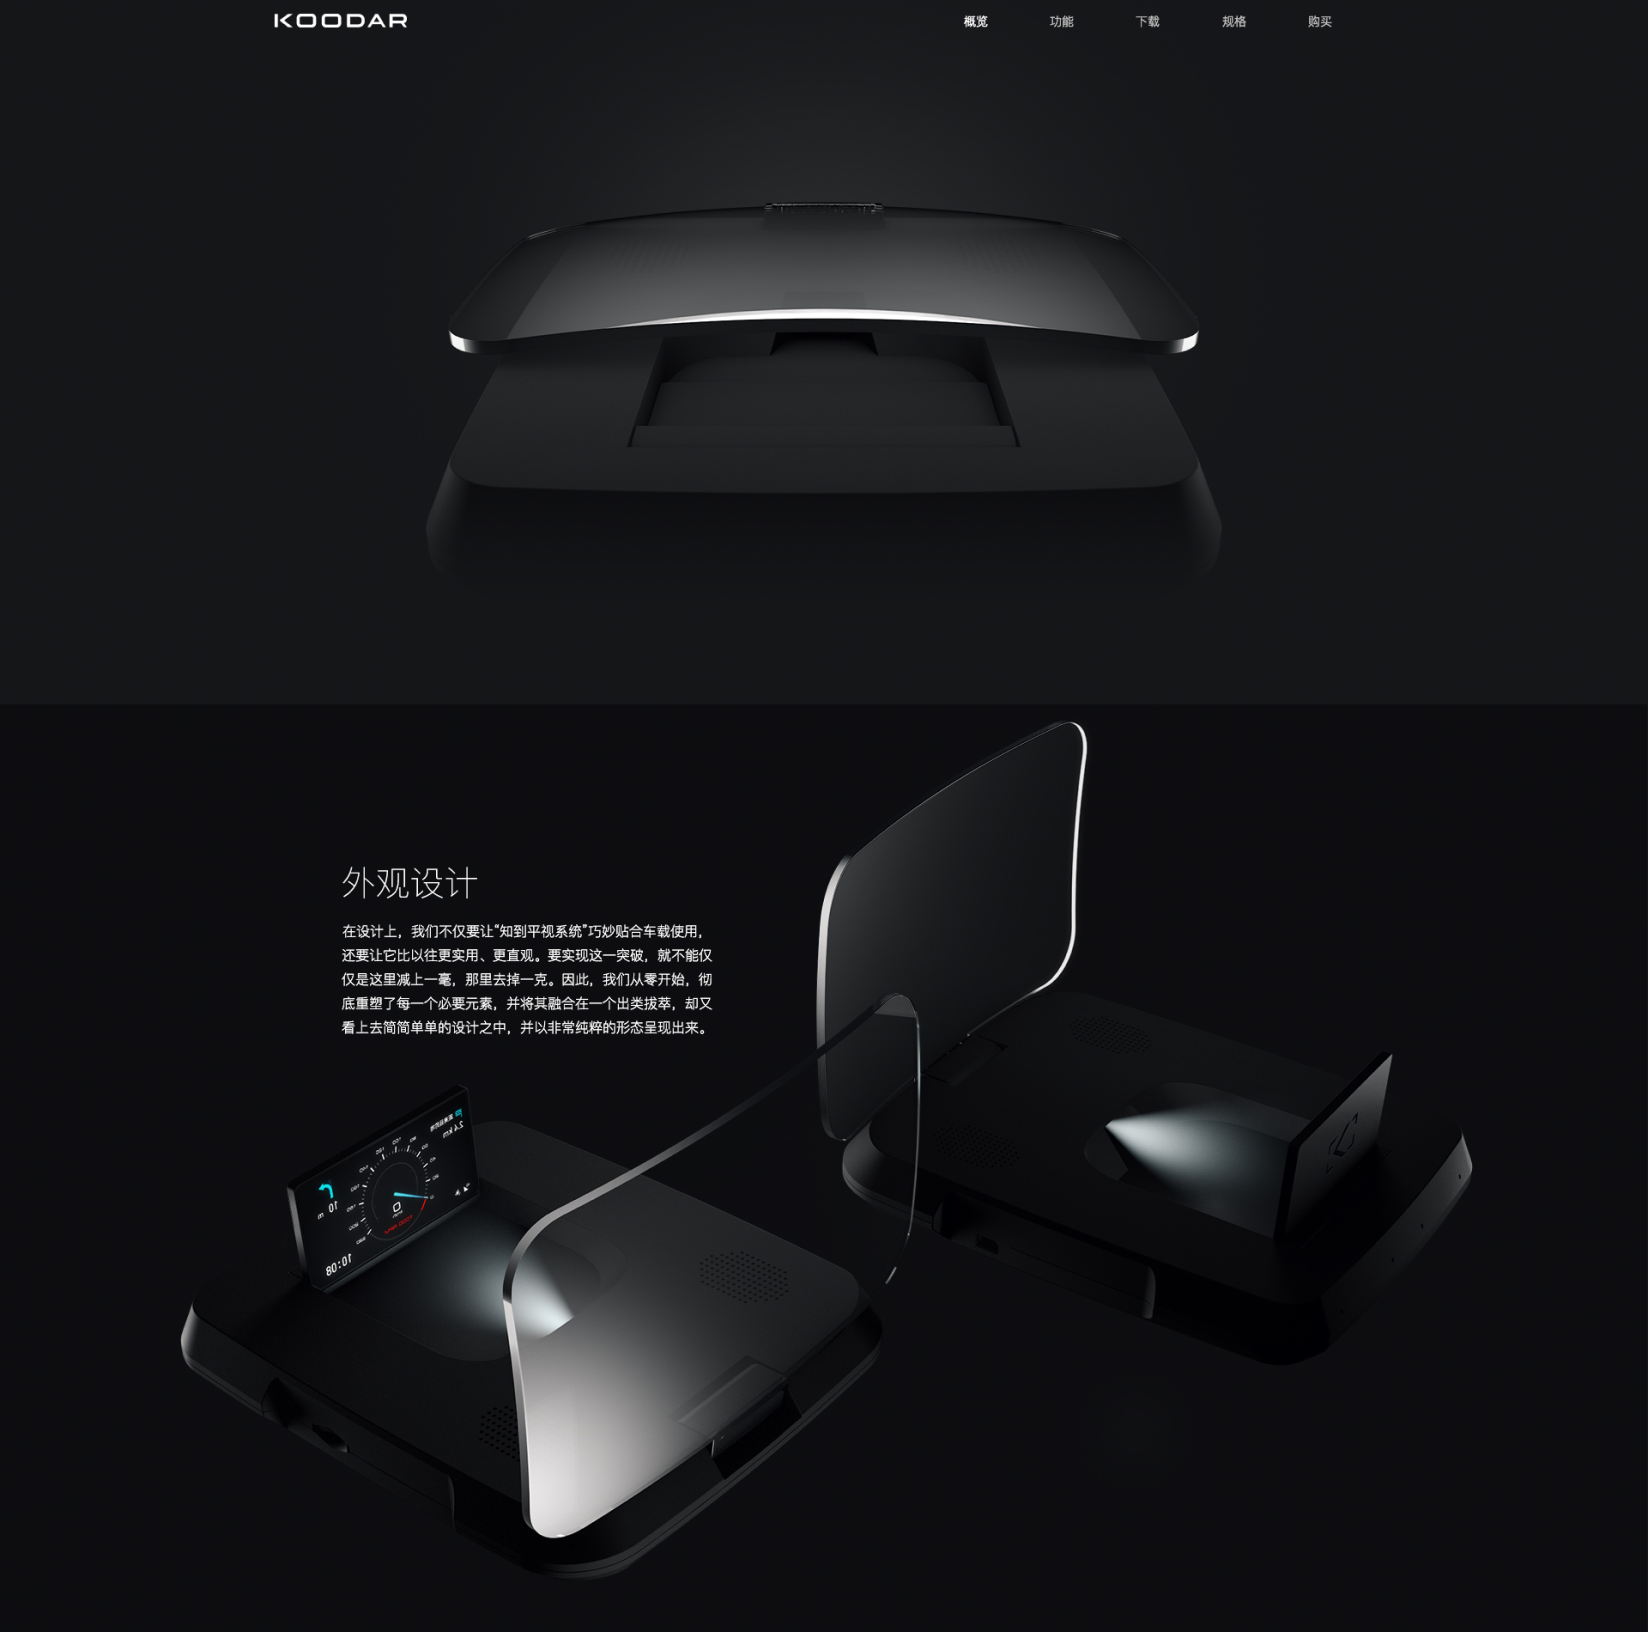 KOODAR
概览 功能 下载 规格 购买
外观设计
在设计上，我们不仅要让“知到平视系统”巧妙贴合车载使用，
还要让它比以往更实用、更直观。要实现这一突破，就不能仅
仅是这里减上一毫，那里去掉一克。因此，我们从零开始，彻
底重塑了每一个必要元素，并将其融合在一个出类拔萃，却又
看上去简简单单的设计之中，并以非常纯粹的形态呈现出来。
2.4 km
10 m
0
10:08